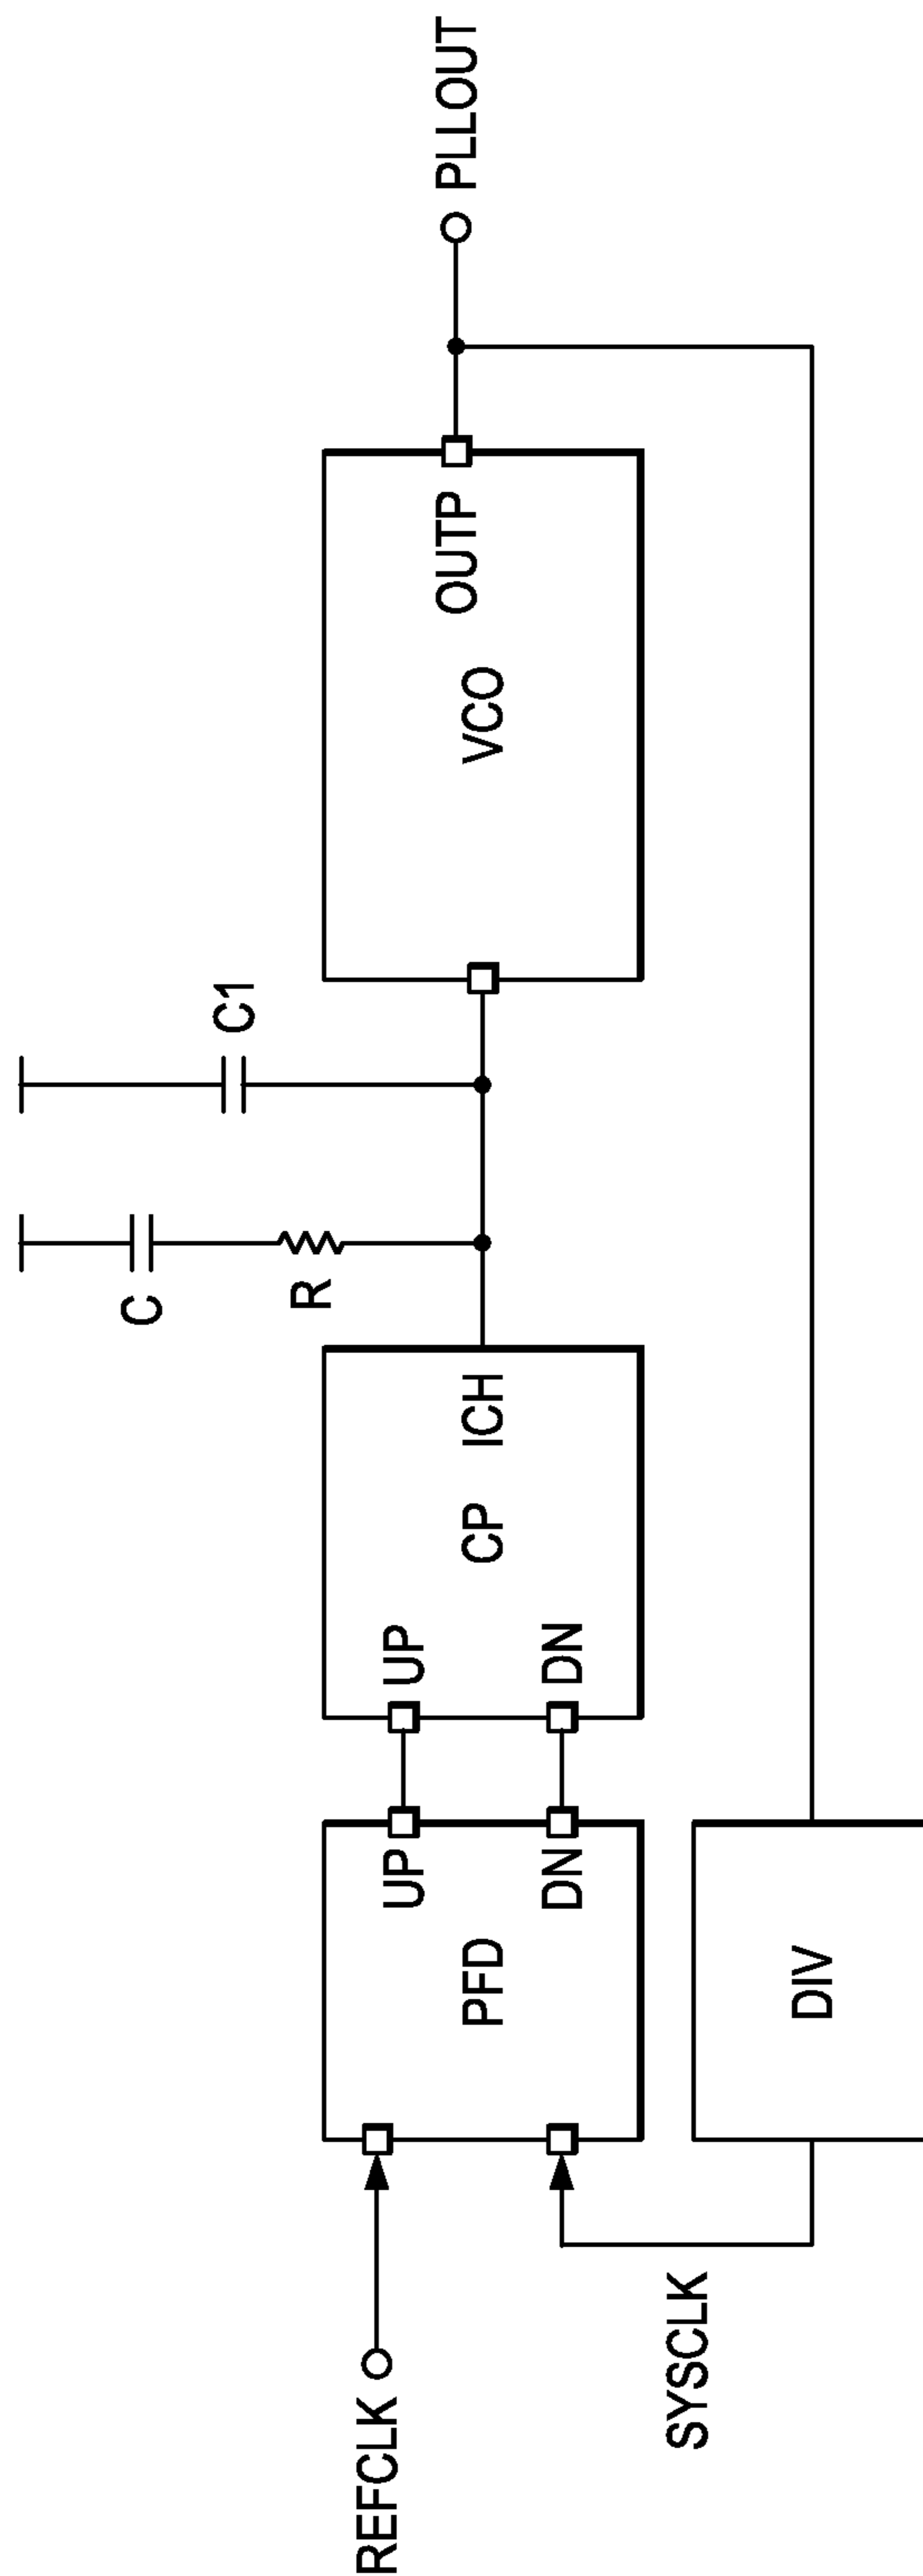 C
C1
R
REFCLK
UP
UP
PFD
DN
DN
CP
ICH
VCO
OUTP
PLLOUT
SYSCLK
DIV